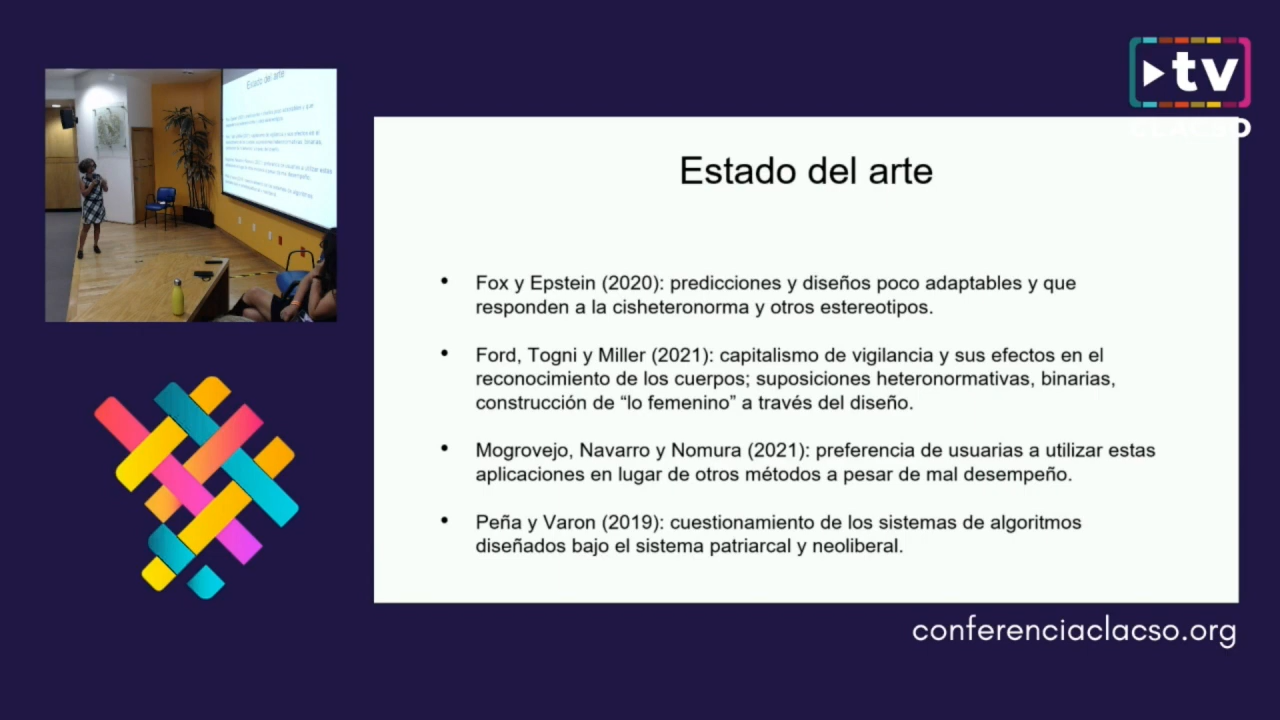 tv
CLACSO
Estado del arte
Estado del arte
• Fox y Epstein (2020): predicciones y diseños poco adaptables y que
responden a la cisheteronorma y otros estereotipos.
• Ford, Togni y Miller (2021): capitalismo de vigilancia y sus efectos en el
reconocimiento de los cuerpos; suposiciones heteronormativas, binarias,
construcción de “lo femenino” a través del diseño.
• Mogrovejo, Navarro y Nomura (2021): preferencia de usuarias a utilizar estas
aplicaciones en lugar de otros métodos a pesar de mal desempeño.
• Peña y Varon (2019): cuestionamiento de los sistemas de algoritmos
diseñados bajo el sistema patriarcal y neoliberal.
conferenciaclacso.org